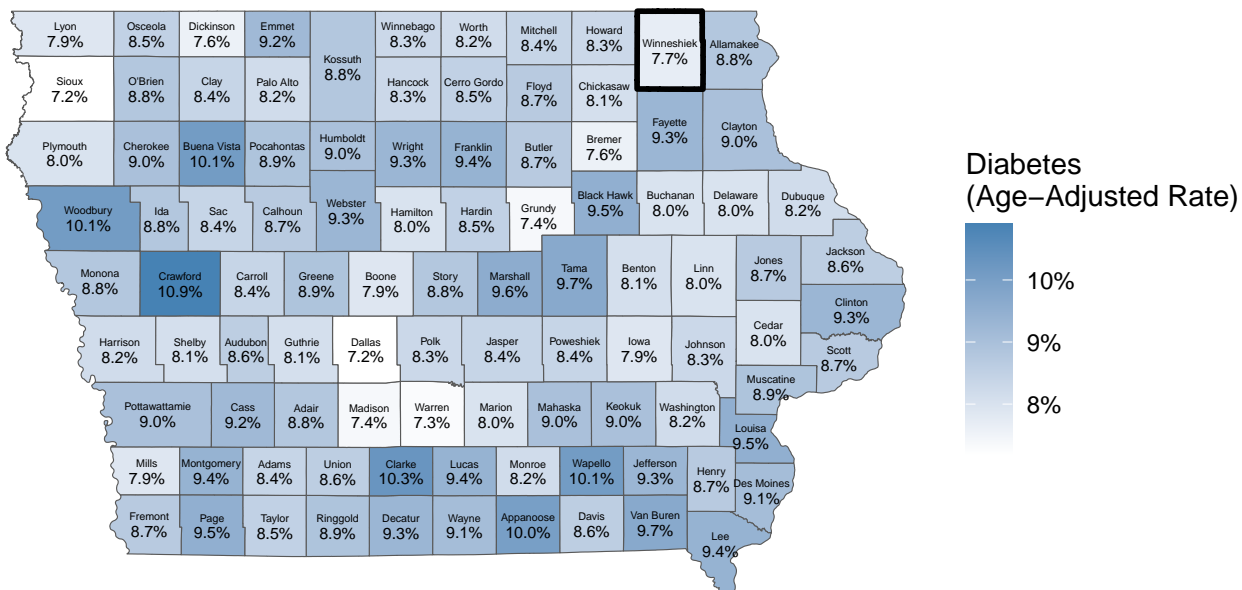 Lyon
7.9%
Osceola
8.5%
Dickinson
7.6%
Emmet
9.2%
Kossuth
8.8%
Winnebago
8.3%
Worth
8.2%
Mitchell
8.4%
Howard
8.3%
Winneshiek
7.7%
Allamakee
8.8%
Sioux
7.2%
O'Brien
8.8%
Clay
8.4%
Palo Alto
8.2%
Hancock
8.3%
Cerro Gordo
8.5%
Floyd
8.7%
Chickasaw
8.1%
Fayette
9.3%
Clayton
9.0%
Plymouth
8.0%
Cherokee
9.0%
Buena Vista
10.1%
Pocahontas
8.9%
Humboldt
9.0%
Wright
9.3%
Franklin
9.4%
Butler
8.7%
Bremer
7.6%
Woodbury
10.1%
Ida
8.8%
Sac
8.4%
Calhoun
8.7%
Webster
9.3%
Hamilton
8.0%
Hardin
8.5%
Grundy
7.4%
Black Hawk
9.5%
Buchanan
8.0%
Delaware
8.0%
Dubuque
8.2%
Monona
8.8%
Crawford
10.9%
Carroll
8.4%
Greene
8.9%
Boone
7.9%
Story
8.8%
Marshall
9.6%
Tama
9.7%
Benton
8.1%
Linn
8.0%
Jones
8.7%
Jackson
8.6%
Clinton
9.3%
Harrison
8.2%
Shelby
8.1%
Audubon
8.6%
Guthrie
8.1%
Dallas
7.2%
Polk
8.3%
Jasper
8.4%
Poweshiek
8.4%
Iowa
7.9%
Johnson
8.3%
Cedar
8.0%
Scott
8.7%
Muscatine
8.9%
Pottawattamie
9.0%
Cass
9.2%
Adair
8.8%
Madison
7.4%
Warren
7.3%
Marion
8.0%
Mahaska
9.0%
Keokuk
9.0%
Washington
8.2%
Louisa
9.5%
Mills
7.9%
Montgomery
9.4%
Adams
8.4%
Union
8.6%
Clarke
10.3%
Lucas
9.4%
Monroe
8.2%
Wapello
10.1%
Jefferson
9.3%
Henry
8.7%
Des Moines
9.1%
Fremont
8.7%
Page
9.5%
Taylor
8.5%
Ringgold
8.9%
Decatur
9.3%
Wayne
9.1%
Appanoose
10.0%
Davis
8.6%
Van Buren
9.7%
Lee
9.4%
Diabetes
(Age−Adjusted Rate)
10%
9%
8%